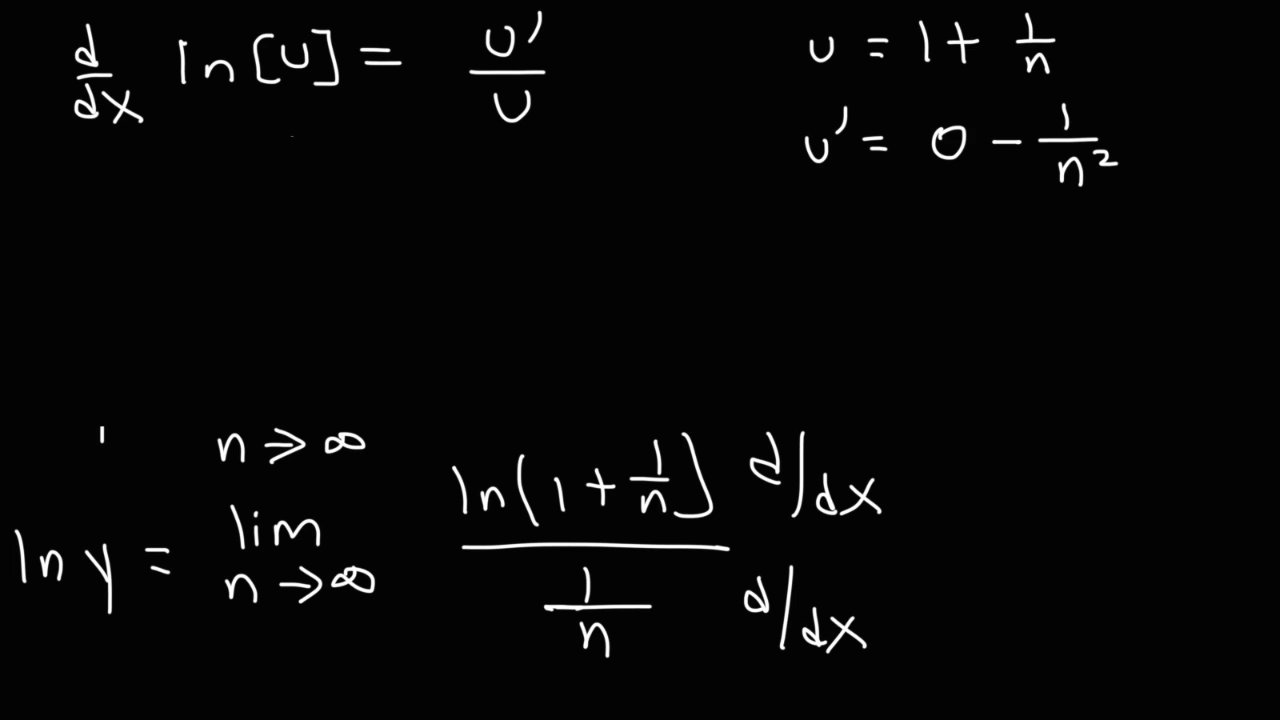 d/dx ln[u] = u'/u
u = 1 + 1/n
u' = 0 - 1/n²
n → ∞
ln y = lim n → ∞ ln(1 + 1/n] / (1/n) d/dx d/dx